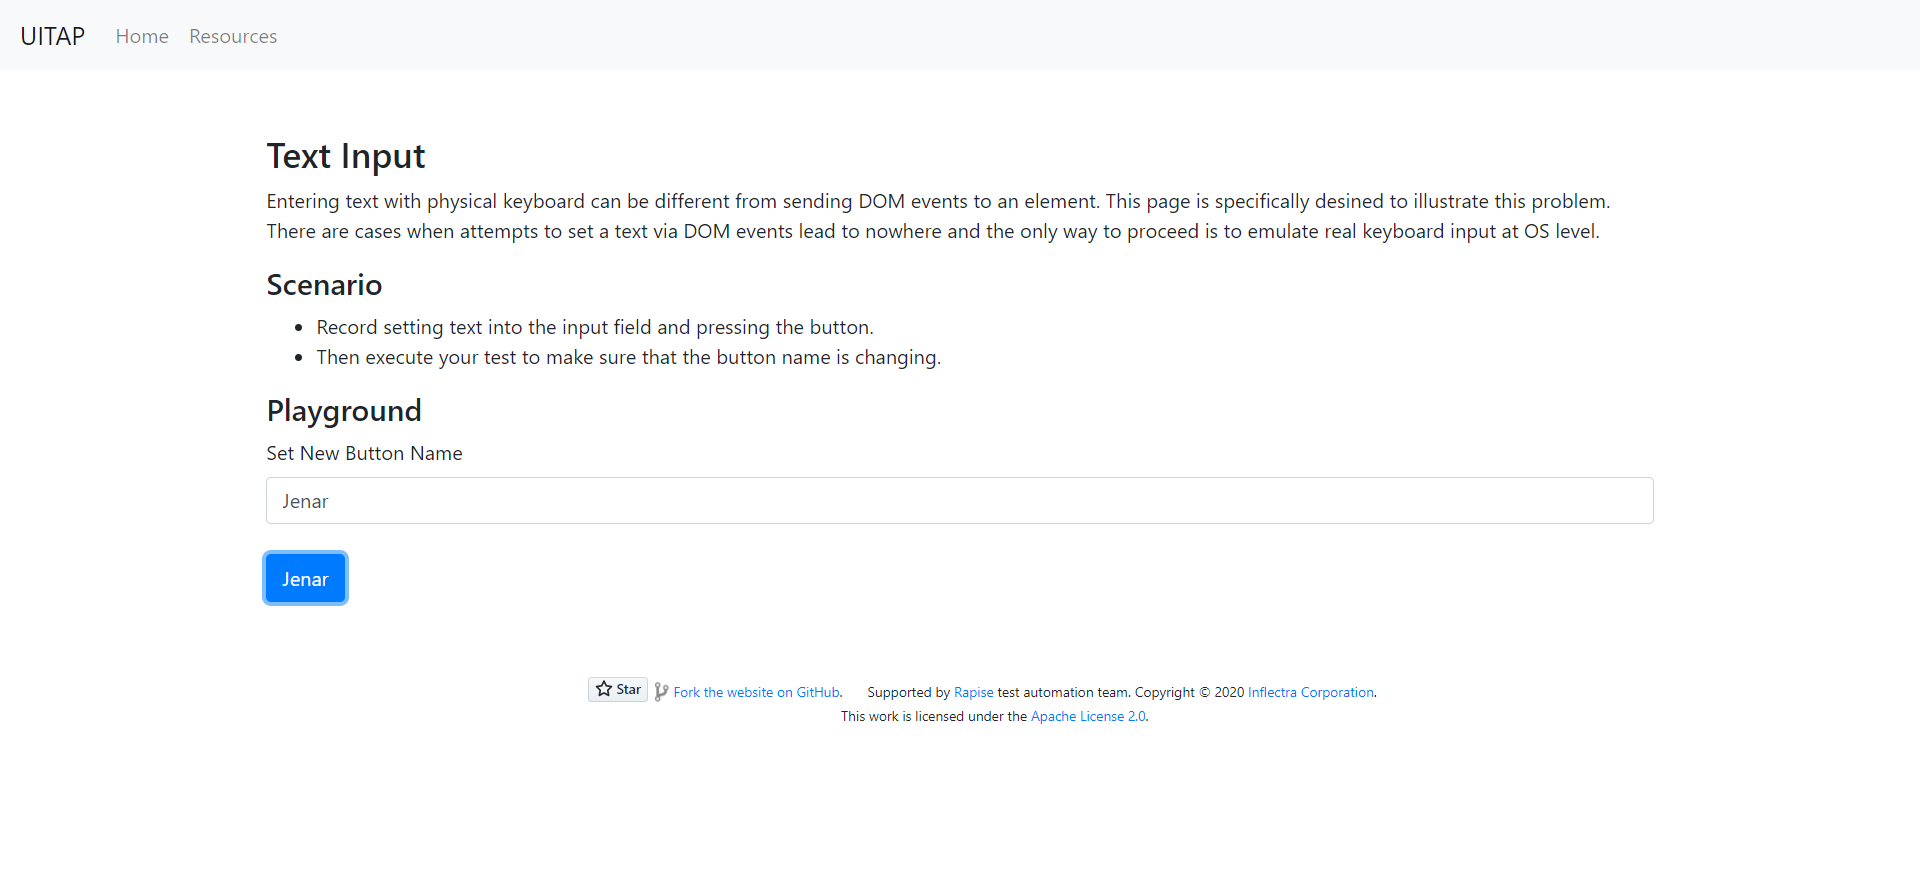 UITAP Home Resources
Text Input
Entering text with physical keyboard can be different from sending DOM events to an element. This page is specifically desined to illustrate this problem.
There are cases when attempts to set a text via DOM events lead to nowhere and the only way to proceed is to emulate real keyboard input at OS level.
Scenario
Record setting text into the input field and pressing the button.
Then execute your test to make sure that the button name is changing.
Playground
Set New Button Name
Jenar
Jenar
Star Fork the website on GitHub. Supported by Rapise test automation team. Copyright © 2020 Inflectra Corporation.
This work is licensed under the Apache License 2.0.